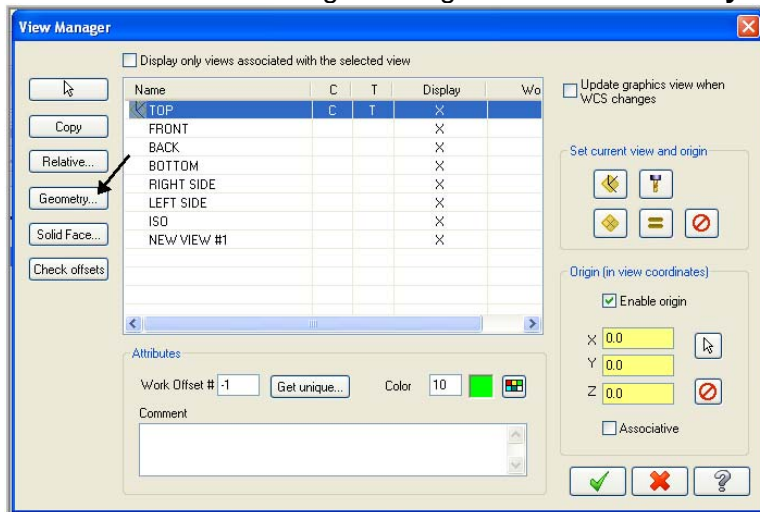 View Manager
Display only views associated with the selected view
Copy
Relative...
Geometry...
Solid Face...
Check offsets
Name C T Display Wo
TOP C T X
FRONT X
BACK X
BOTTOM X
RIGHT SIDE X
LEFT SIDE X
ISO X
NEW VIEW #1 X
Attributes
Work Offset # -1 Get unique... Color 10
Comment
Update graphics view when
WCS changes
Set current view and origin
Origin (in view coordinates)
Enable origin
X 0.0
Y 0.0
Z 0.0
Associative